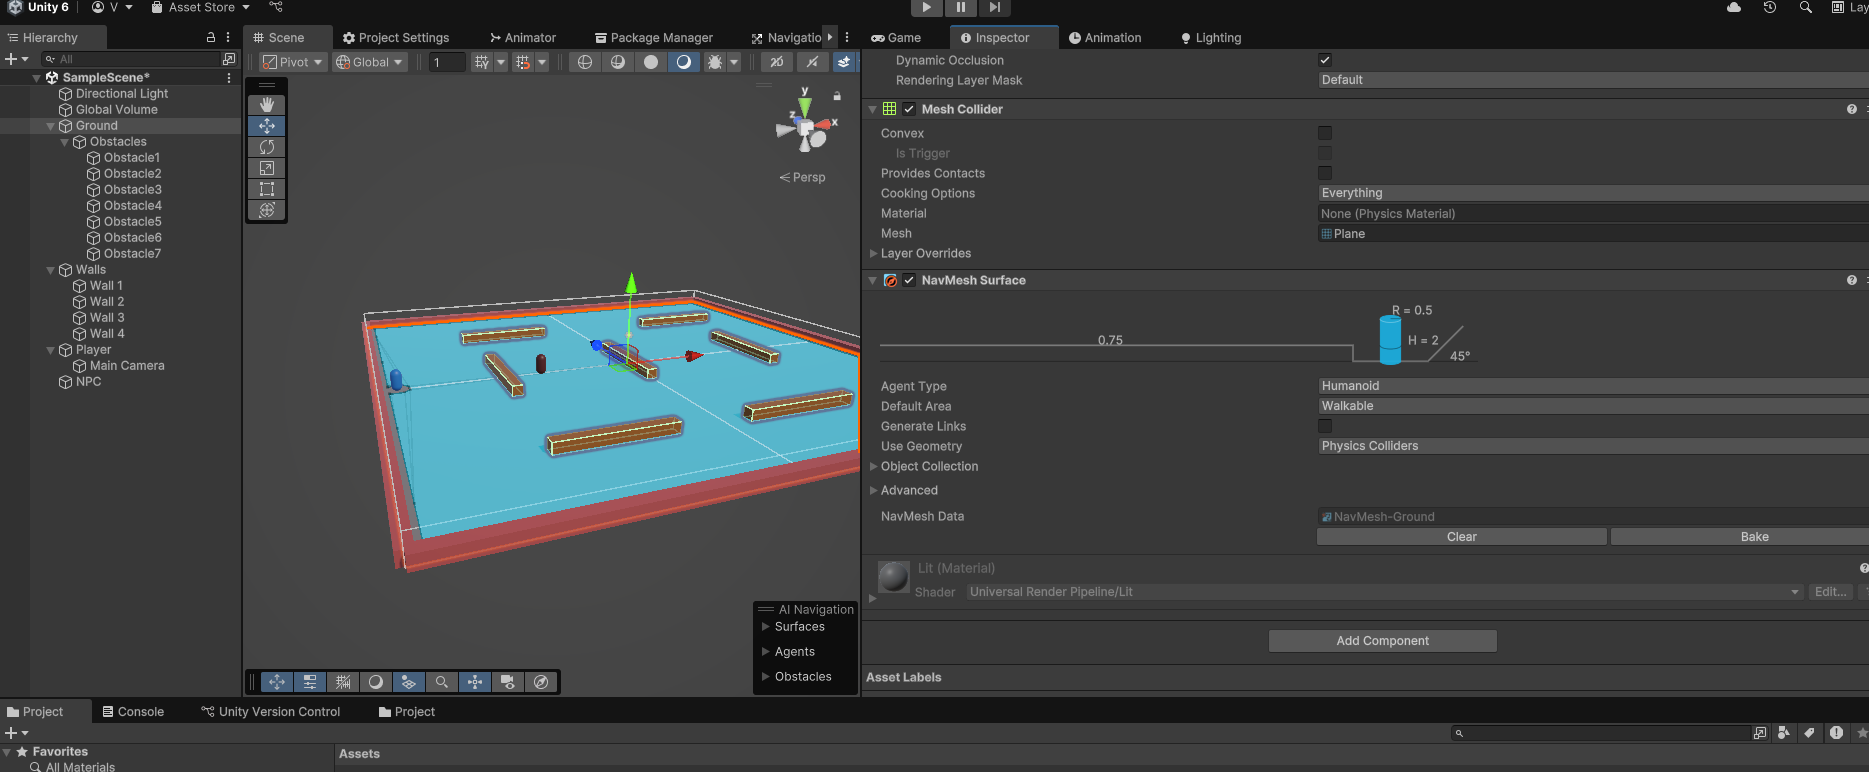 Unity 6 V Asset Store Lay
Hierarchy
All
SampleScene*
Directional Light
Global Volume
Ground
Obstacles
Obstacle1
Obstacle2
Obstacle3
Obstacle4
Obstacle5
Obstacle6
Obstacle7
Walls
Wall 1
Wall 2
Wall 3
Wall 4
Player
Main Camera
NPC
Scene Project Settings Animator Package Manager Navigatio
Pivot Global 1 2D
y
z x
Persp
AI Navigation
Surfaces
Agents
Obstacles
Game Inspector Animation Lighting
Dynamic Occlusion
Rendering Layer Mask Default
Mesh Collider
Convex
Is Trigger
Provides Contacts
Cooking Options Everything
Material None (Physics Material)
Mesh Plane
Layer Overrides
NavMesh Surface
R = 0.5
0.75 H = 2
45°
Agent Type Humanoid
Default Area Walkable
Generate Links
Use Geometry Physics Colliders
Object Collection
Advanced
NavMesh Data NavMesh-Ground
Clear Bake
Lit (Material)
Shader Universal Render Pipeline/Lit Edit...
Add Component
Asset Labels
Project Console Unity Version Control Project
Favorites Assets
All Materials